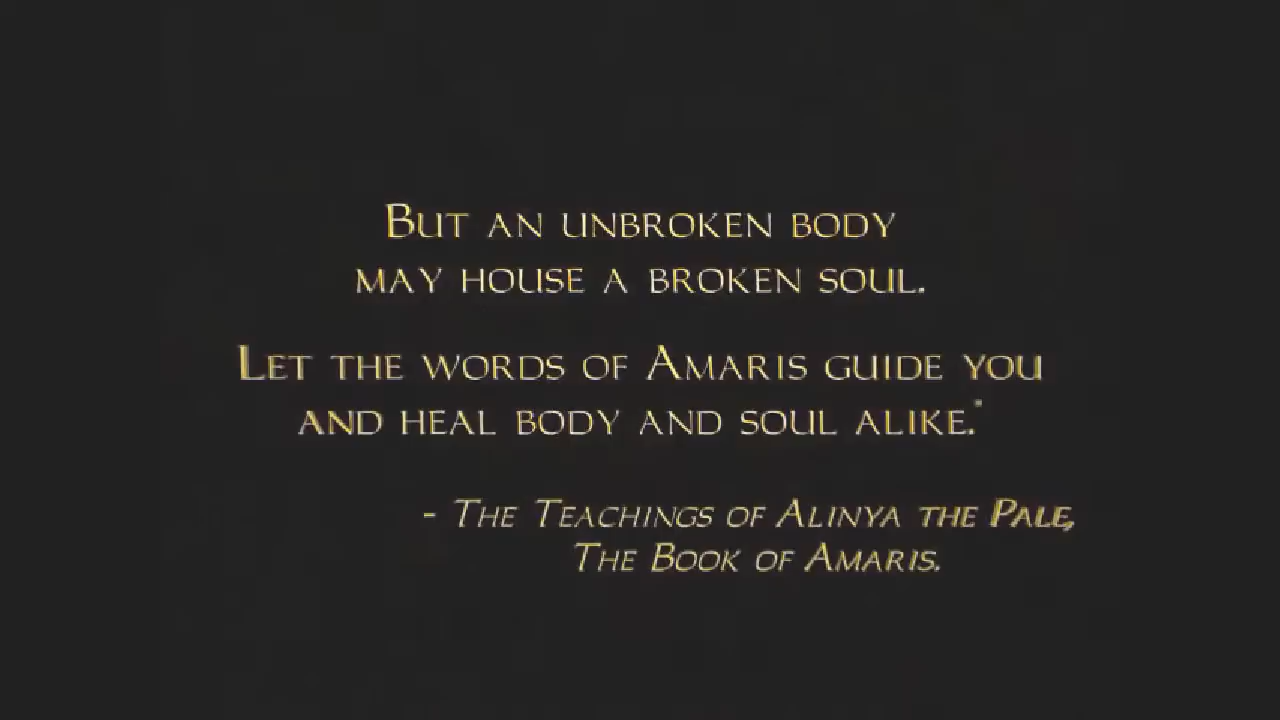 But an unbroken body
may house a broken soul.
Let the words of Amaris guide you
and heal body and soul alike."
- The Teachings of Alinya the Pale,
The Book of Amaris.